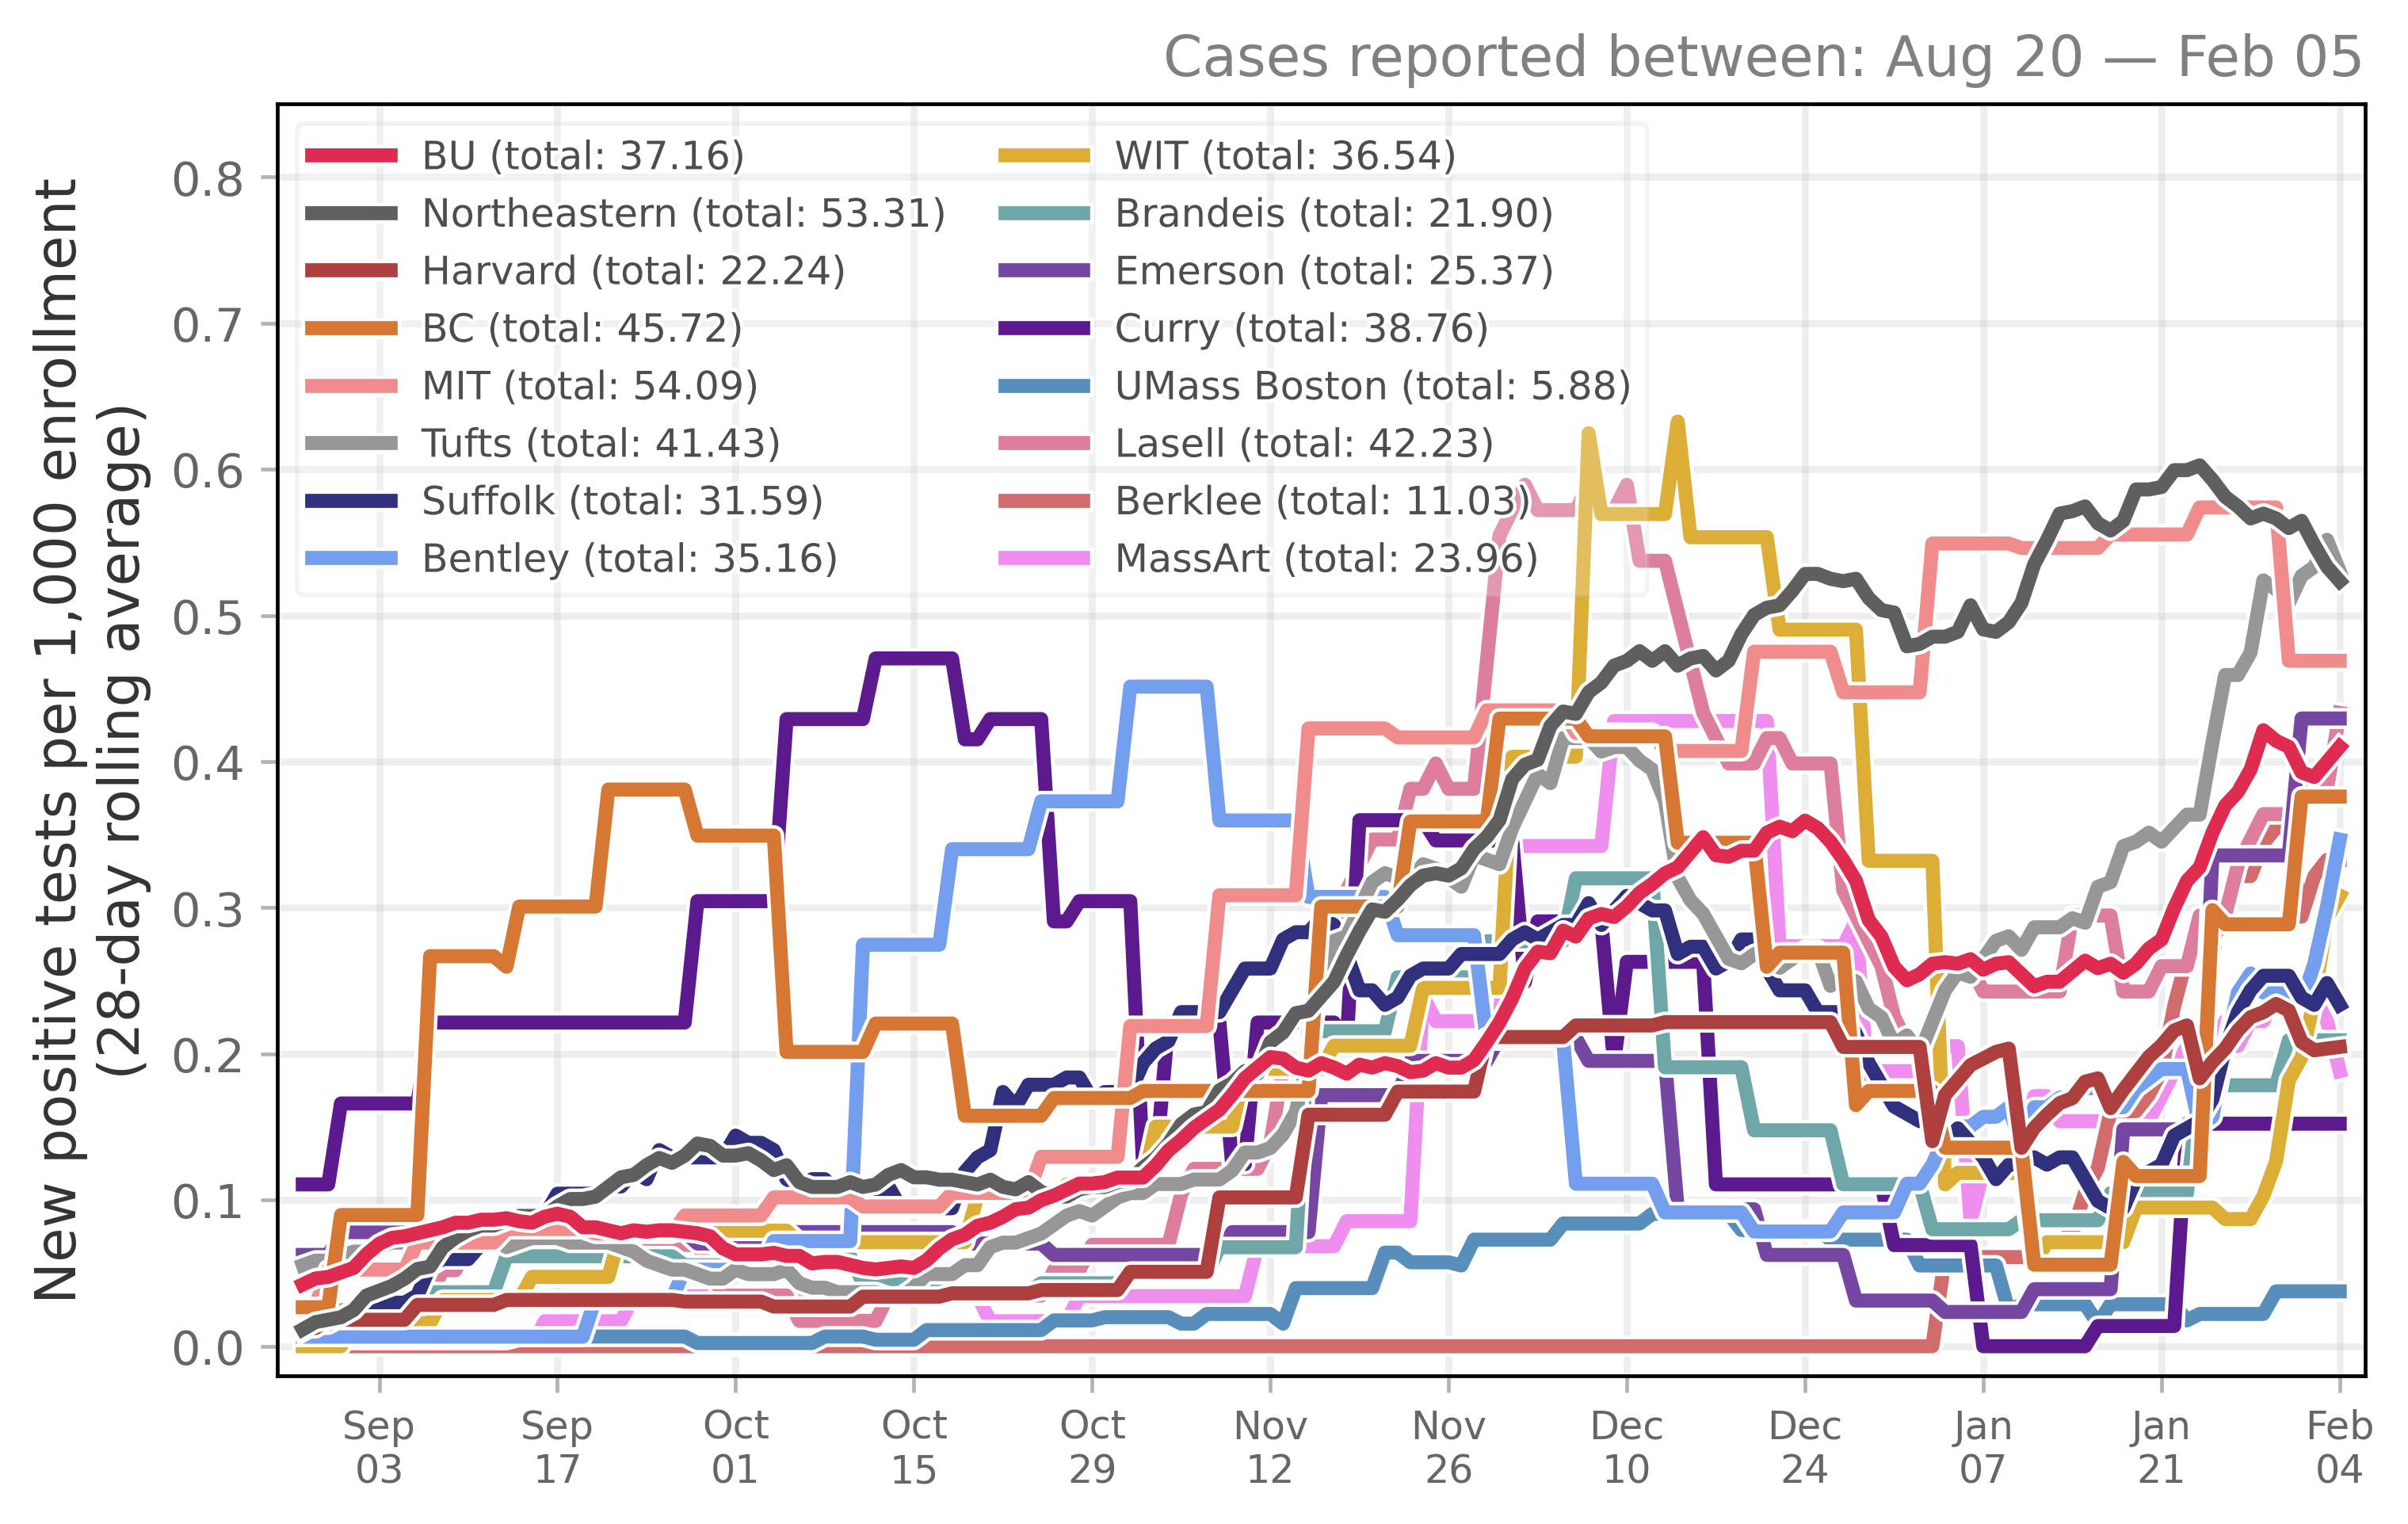 Cases reported between: Aug 20 — Feb 05
New positive tests per 1,000 enrollment
(28-day rolling average)
0.8
0.7
0.6
0.5
0.4
0.3
0.2
0.1
0.0
BU (total: 37.16)
Northeastern (total: 53.31)
Harvard (total: 22.24)
BC (total: 45.72)
MIT (total: 54.09)
Tufts (total: 41.43)
Suffolk (total: 31.59)
Bentley (total: 35.16)
WIT (total: 36.54)
Brandeis (total: 21.90)
Emerson (total: 25.37)
Curry (total: 38.76)
UMass Boston (total: 5.88)
Lasell (total: 42.23)
Berklee (total: 11.03)
MassArt (total: 23.96)
Sep Sep Oct Oct Oct Nov Nov Dec Dec Jan Jan Feb
03 17 01 15 29 12 26 10 24 07 21 04